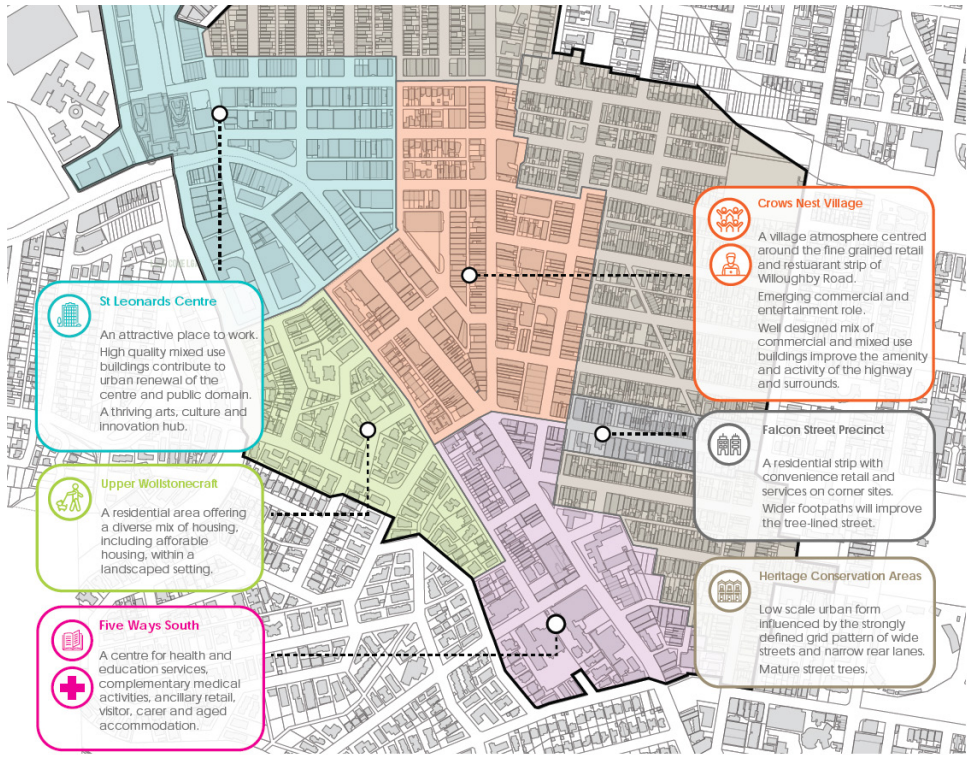 St Leonards Centre
An attractive place to work.
High quality mixed use
buildings contribute to
urban renewal of the
centre and public domain.
A thriving arts, culture and
innovation hub.
Upper Wollstonecraft
A residential area offering
a diverse mix of housing,
including afforable
housing, within a
landscaped setting.
Five Ways South
A centre for health and
education services,
complementary medical
activities, ancillary retail,
visitor, carer and aged
accommodation.
Crows Nest Village
A village atmosphere centred
around the fine grained retail
and restuarant strip of
Willoughby Road.
Emerging commercial and
entertainment role.
Well designed mix of
commercial and mixed use
buildings improve the amenity
and activity of the highway
and surrounds.
Falcon Street Precinct
A residential strip with
convenience retail and
services on corner sites.
Wider footpaths will improve
the tree-lined street.
Heritage Conservation Areas
Low scale urban form
influenced by the strongly
defined grid pattern of wide
streets and narrow rear lanes.
Mature street trees.